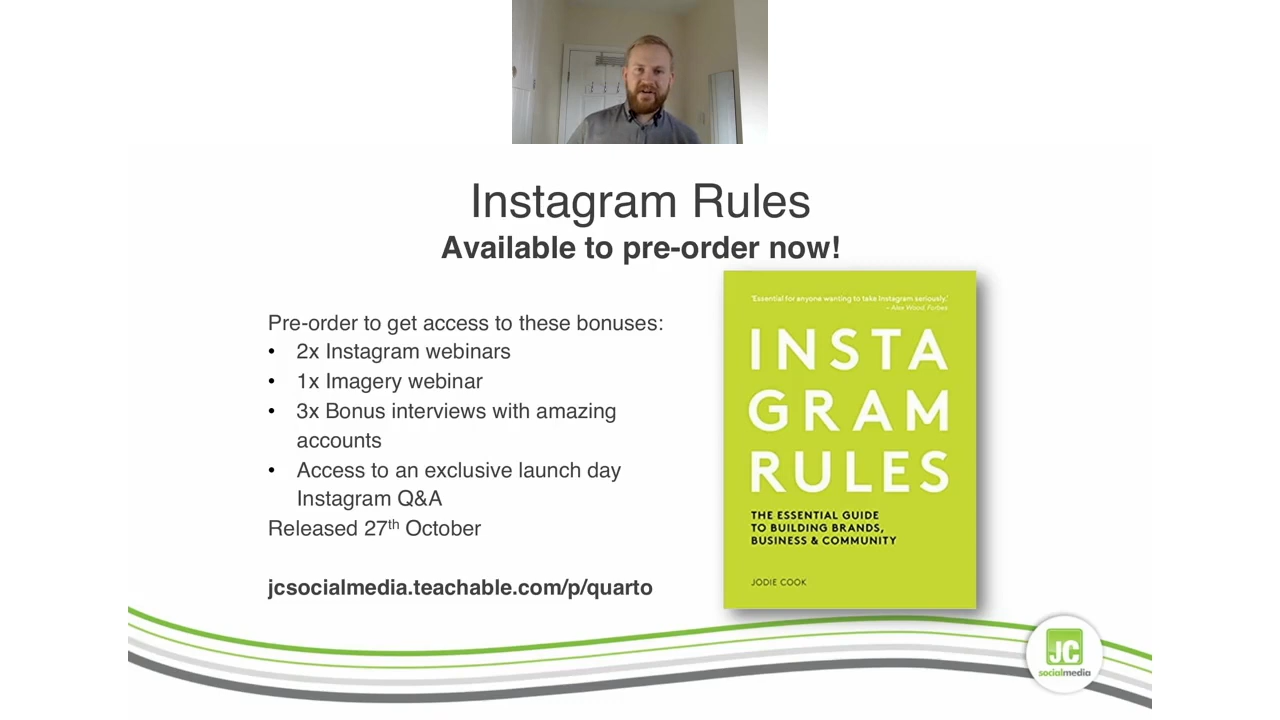 Instagram Rules
Available to pre-order now!
Pre-order to get access to these bonuses:
• 2x Instagram webinars
• 1x Imagery webinar
• 3x Bonus interviews with amazing
accounts
• Access to an exclusive launch day
Instagram Q&A
Released 27th October
jcsocialmedia.teachable.com/p/quarto
'Essential for anyone wanting to take Instagram seriously.'
—Alex Wood, Forbes
INSTA
GRAM
RULES
THE ESSENTIAL GUIDE
TO BUILDING BRANDS,
BUSINESS & COMMUNITY
JODIE COOK
JC
socialmedia